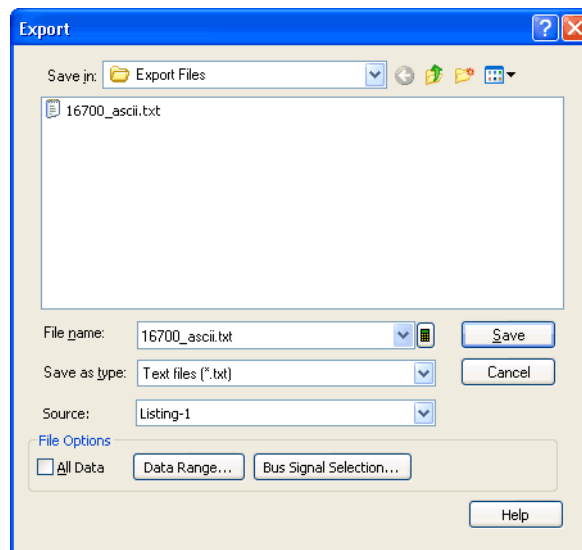 Export
Save in: Export Files
16700_ascii.txt
File name: 16700_ascii.txt Save
Save as type: Text files (*.txt) Cancel
Source: Listing-1
File Options
All Data Data Range... Bus Signal Selection...
Help